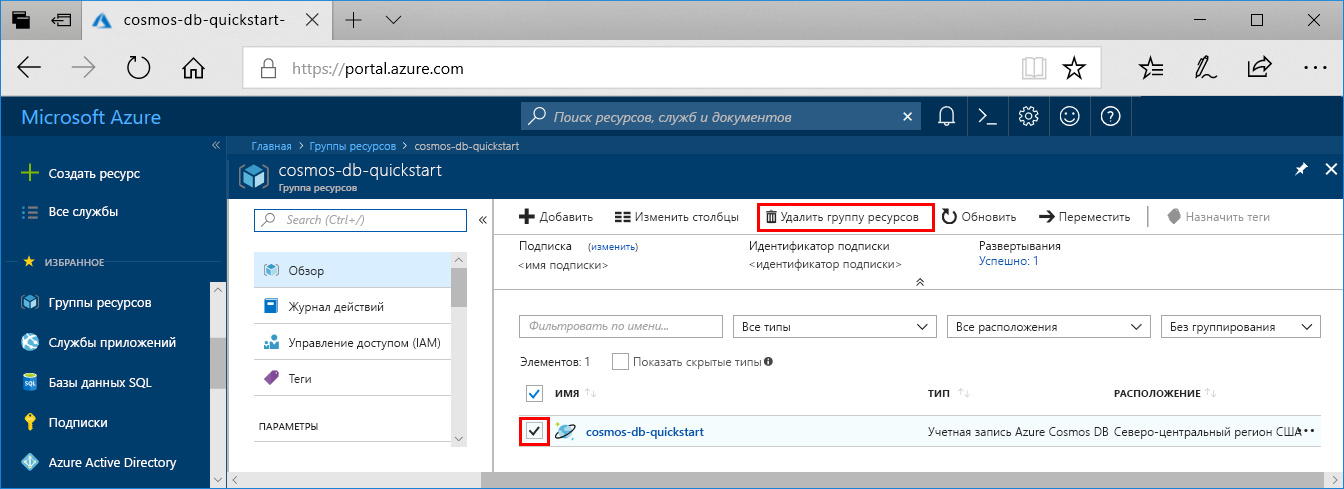 cosmos-db-quickstart-
https://portal.azure.com
Microsoft Azure
Поиск ресурсов, служб и документов
Главная Группы ресурсов cosmos-db-quickstart
cosmos-db-quickstart
Группа ресурсов
Создать ресурс
Все службы
ИЗБРАННОЕ
Группы ресурсов
Службы приложений
Базы данных SQL
Подписки
Azure Active Directory
Search (Ctrl+/)
Обзор
Журнал действий
Управление доступом (IAM)
Теги
ПАРАМЕТРЫ
Добавить Изменить столбцы Удалить группу ресурсов Обновить Переместить Назначить теги
Подписка (изменить) Идентификатор подписки Развертывания
<имя подписки> <идентификатор подписки> Успешно: 1
Фильтровать по имени... Все типы Все расположения Без группирования
Элементов: 1 Показать скрытые типы
ИМЯ ТИП РАСПОЛОЖЕНИЕ
cosmos-db-quickstart Учетная запись Azure Cosmos DB Северо-центральный регион США